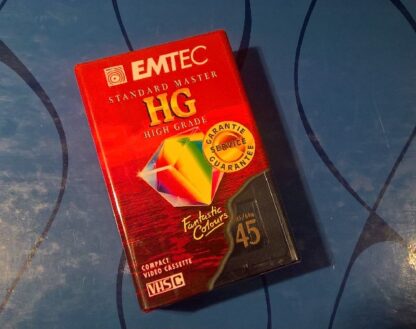 EMTEC
STANDARD MASTER
HG
HIGH GRADE
GARANTIE
SERVICE
GUARANTEE
Fantastic
Colours
45
COMPACT
VIDEO CASSETTE
VHS C